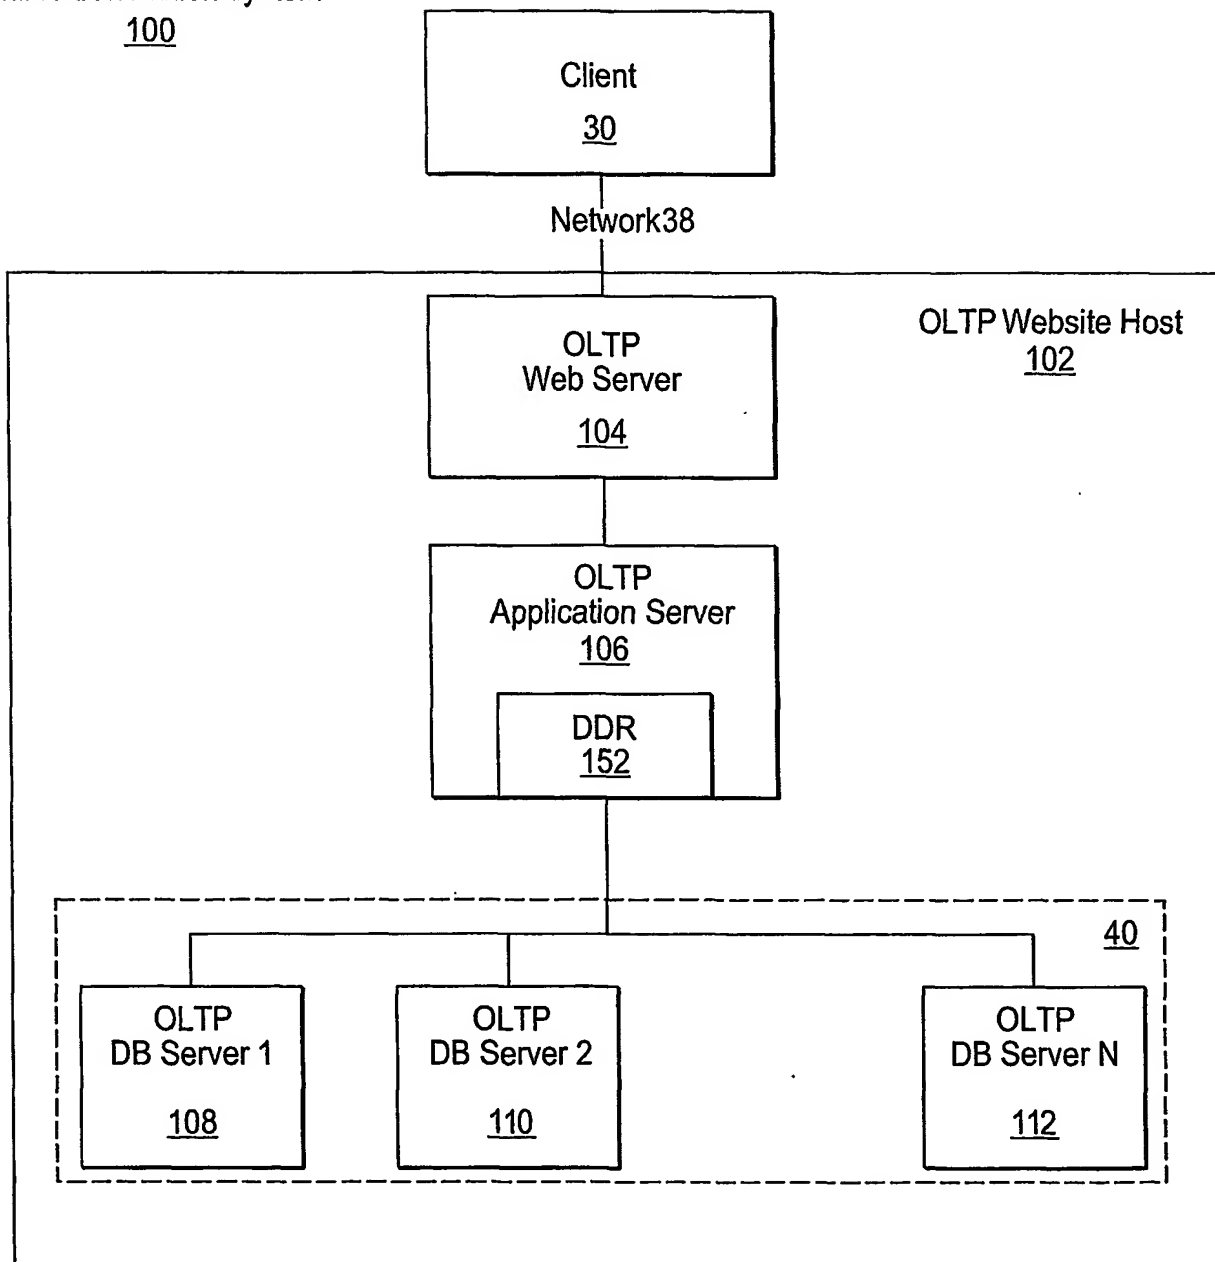 100
Client
30
Network38
OLTP Website Host
102
OLTP
Web Server
104
OLTP
Application Server
106
DDR
152
40
OLTP
DB Server 1
108
OLTP
DB Server 2
110
OLTP
DB Server N
112